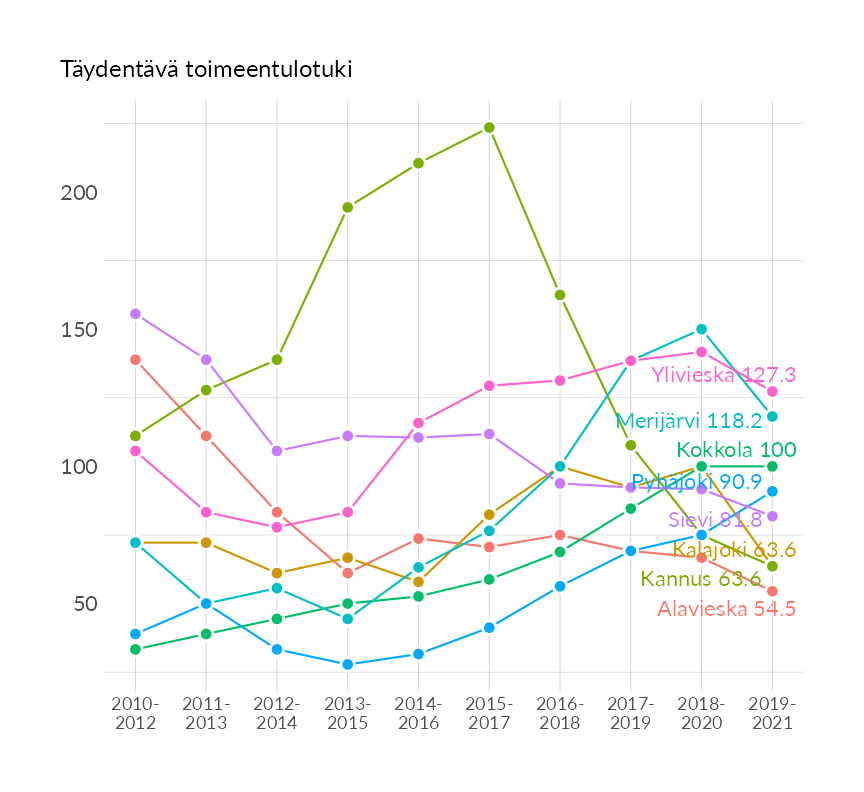 Täydentävä toimeentulotuki
200
150
100
50
Ylivieska 127.3
Merijärvi 118.2
Kokkola 100
Pyhäjoki 90.9
Sievi 81.8
Kalajoki 63.6
Kannus 63.6
Alavieska 54.5
2010- 2011- 2012- 2013- 2014- 2015- 2016- 2017- 2018- 2019-
2012 2013 2014 2015 2016 2017 2018 2019 2020 2021